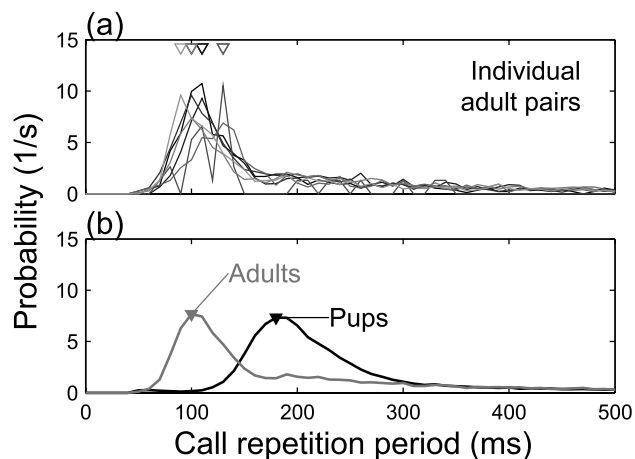 (a)
15
10
5
0
Individual
adult pairs
Probability (1/s)
(b)
15
10
5
0
Adults
Pups
0 100 200 300 400 500
Call repetition period (ms)